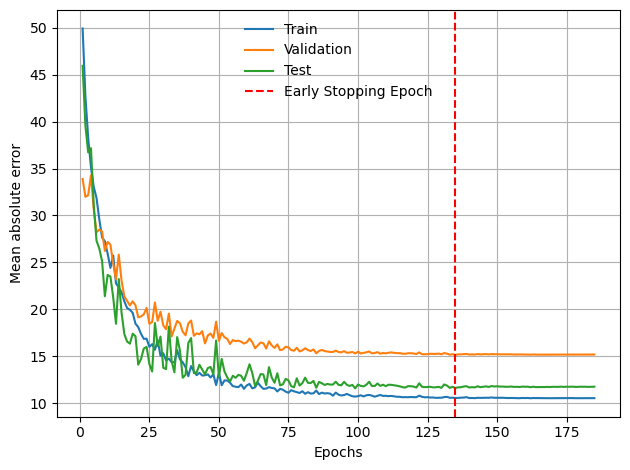 50
45
40
35
30
25
20
15
10
Mean absolute error
Train
Validation
Test
Early Stopping Epoch
0 25 50 75 100 125 150 175
Epochs